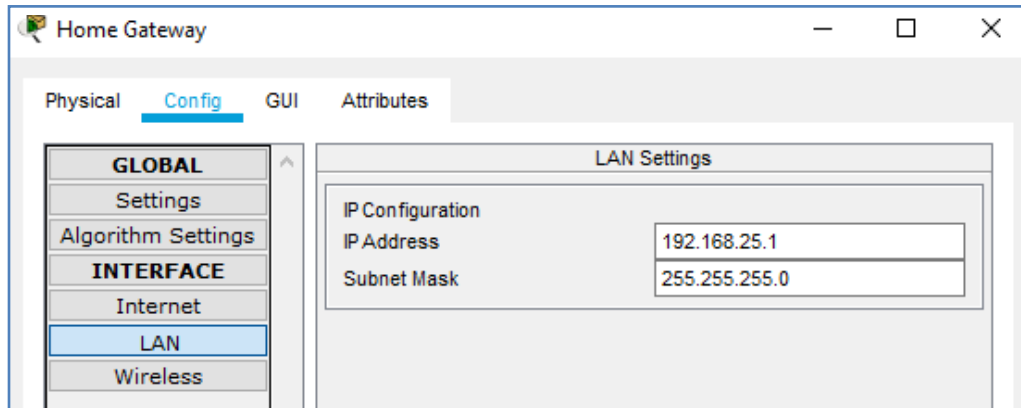 Home Gateway
Physical Config GUI Attributes
GLOBAL
Settings
Algorithm Settings
INTERFACE
Internet
LAN
Wireless
LAN Settings
IP Configuration
IP Address 192.168.25.1
Subnet Mask 255.255.255.0